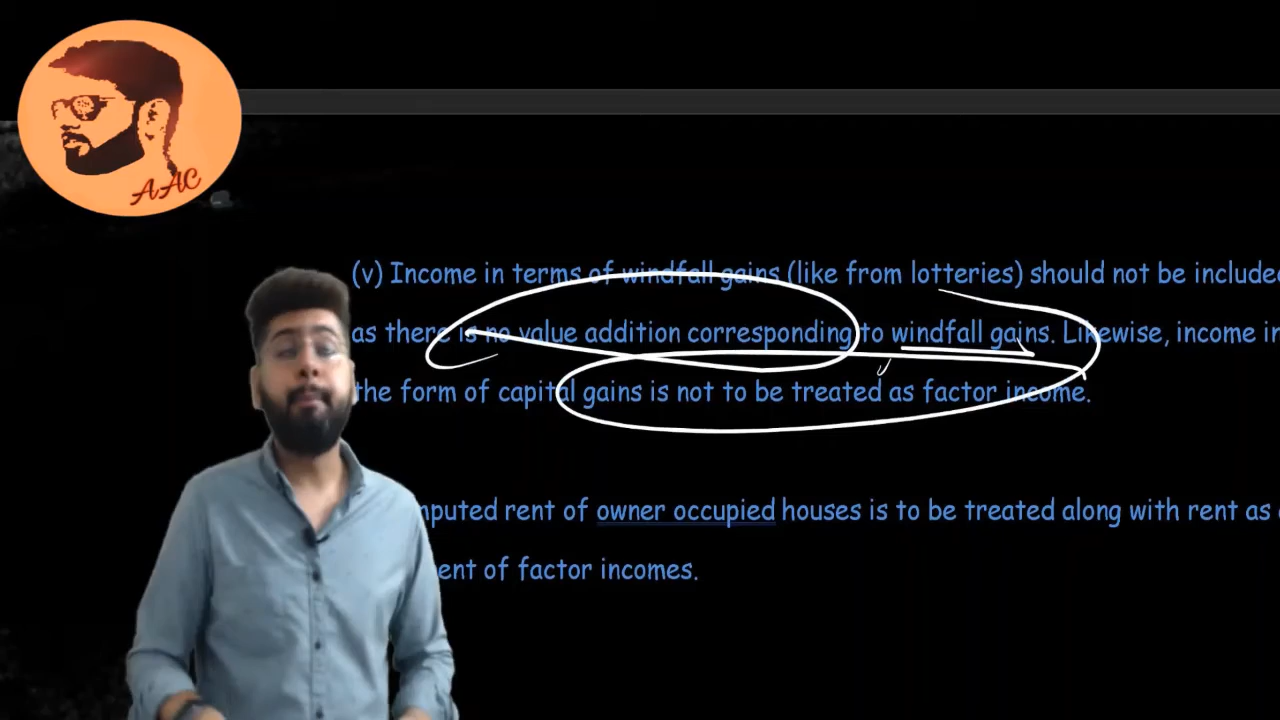 AAC
(v) Income in terms of windfall gains (like from lotteries) should not be included
as there is no value addition corresponding to windfall gains. Likewise, income in
the form of capital gains is not to be treated as factor income.
mputed rent of owner occupied houses is to be treated along with rent as
ent of factor incomes.